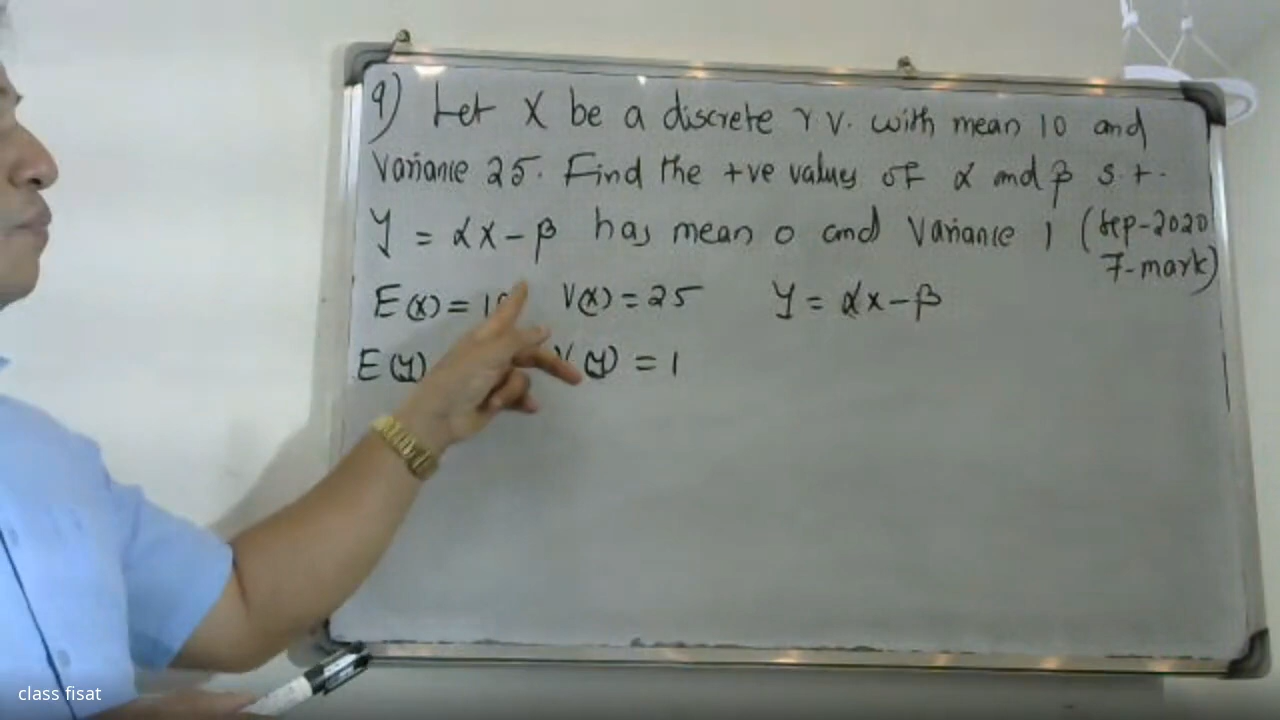 9) Let X be a discrete r v. with mean 10 and
Variance 25. Find the +ve values of α and β s.t.
Y = αx - β has mean 0 and Variance 1 (Sep-2020
7-mark)
E(x) = 10 V(x) = 25 Y = αx - β
E(Y) V(Y) = 1
class fisat